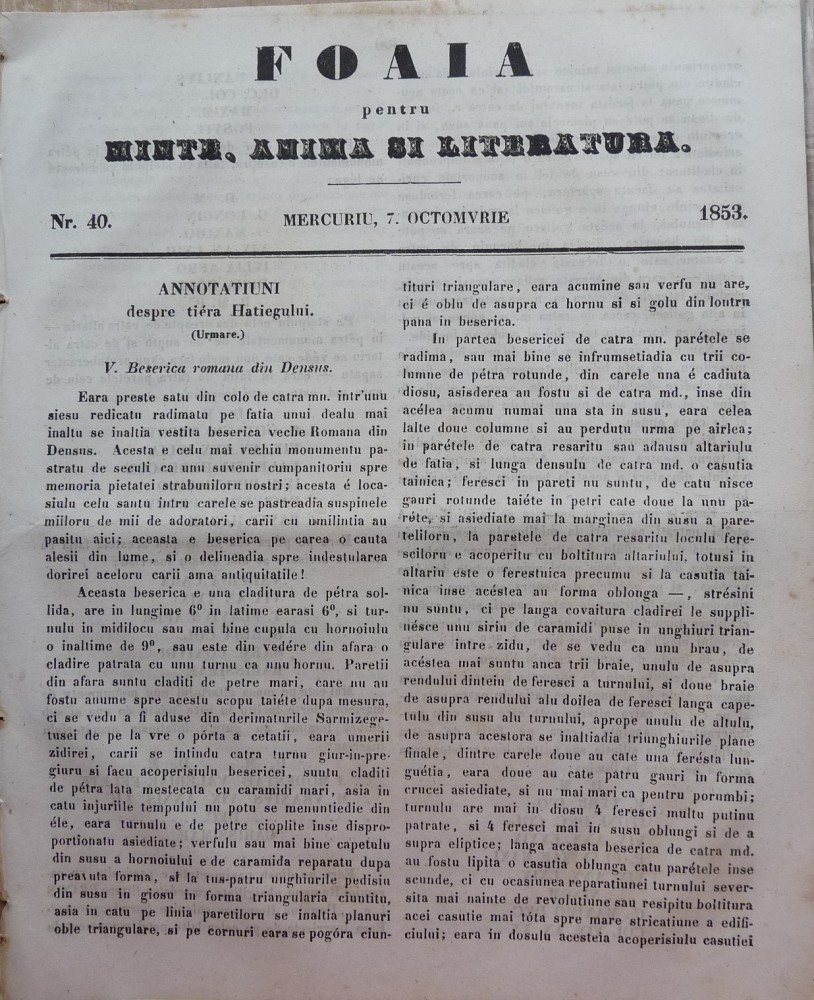 FOAIA
pentru
MINTE, ANIMA SI LITERATURA.
Nr. 40.
MERCURIU, 7. OCTOMVRIE
1853.
ANNOTATIUNI
despre tiéra Hatiegului.
(Urmare.)
V. Beserica romana din Densus.
Eara preste satu din colo de catra mn. intr'unu
siesu redicatu radimatu pe fatia unui dealu mai
inaltu se inaltia vestita beserica veche Romana din
Densus. Acesta e celu mai vechiu monumentu pa-
stratu de seculi ca unu suvenir cumpanitoriu spre
memoria pietatei strabuniloru nostri; acesta é loca-
siulu celu santu intru carele se pastreadia suspinele
miiloru de mii de adoratori, carii cu umilintia au
pasitu aici; aceasta e beserica pe carea o cauta
alesii din lume, si o delineadia spre indestularea
dorirei aceloru carii ama antiquitatile!
Aceasta beserica e una claditura de pétra sol-
lida, are in lungime 6⁰ in latime earasi 6⁰, si tur-
nulu in midilocu sau mai bine cupula cu hornoiulu
o inaltime de 9⁰, sau este din vedére din afara o
cladire patrata cu unu turnu ca unu hornu. Paretii
din afara suntu claditi de petre mari, care nu au
fostu anume spre acestu scopu taiéte dupa mesura,
ci se vedu a fi aduse din derimaturile Sarmizege-
tusei de pe la vre o pórta a cetatii, eara umerii
zidirei, carii se intindu catra turnu giur-in-pre-
giuru si facu acoperisiulu besericei, suntu claditi
de pétra lata mestecata cu caramidi mari, asia in
catu injuriile tempului nu potu se menuntiedie din
éle, eara turnulu e de petre cioplite inse dispro-
portionatu asiediate; verfulu sau mai bine capetulu
din susu a hornoiului e de caramida reparatu dupa
preavuta forma, si la tus-patru unghiurile pedisiu
din susu in giosu in forma triangularia ciuntitu,
asia in catu pe linia paretiloru se inaltia planuri
oble triangulare, si pe cornuri eara se pogóra ciun-
tituri triangulare, eara acumine sau verfu nu are,
ci é oblu de asupra ca hornu si si golu din lontru
pana in beserica.
In partea besericei de catra mn. parétele se
radima, sau mai bine se infrumsetiadia cu trii co-
lumne de pétra rotunde, din carele una é cadiuta
diosu, asisderea au fostu si de catra md., inse din
acélea acumu numai una sta in susu, eara celea
lalte doue columne si au perdutu urma pe airlea;
in parétele de catra resaritu sau adausu altariulu
de fatia, si lunga densulu de catra md. o casutia
tainica; feresci in pareti nu suntu, de catu nisce
gauri rotunde taiéte in petri cate doue la unu pa-
réte, si asiediate mai la marginea din susu a pare-
teliloru, la paretele de catra resaritu loculu fere-
sciloru e acoperitu cu boltitura altariului, totusi in
altariu este o ferestuica precumu si la casutia tai-
nica inse acéstea au forma oblonga —, strésini
nu suntu, ci pe langa covaitura cladirei le suppli-
nésce unu siriu de caramidi puse in unghiuri trian-
gulare intre zidu, de se vedu ca unu brau, de
acéstea mai suntu anca trii braie, unulu de asupra
rendului dinteiu de feresci a turnului, si doue braie
de asupra rendului alu doilea de feresci langa cape-
tulu din susu alu turnului, aprope unulu de altulu,
de asupra acestora se inaltiadia triunghiurile plane
finale, dintre carele doue au cate una ferésta lun-
guétia, eara doue au cate patru gauri in forma
crucei asiediate, si nu mai mari ca pentru porumbi;
turnulu are mai in diosu 4 feresci multu putinu
patrate, si 4 feresci mai in susu oblungi si de a
supra eliptice; langa aceasta beserica de catra md.
au fostu lipita o casutia oblunga catu parétele inse
scunde, ci cu ocasiunea reparatiunei turnului sever-
sita mai nainte de revolutiune sau resipitu boltitura
acei casutie mai tóta spre mare stricatiune a edifi-
ciului; eara in dosulu acesteia acoperisiului casutiei